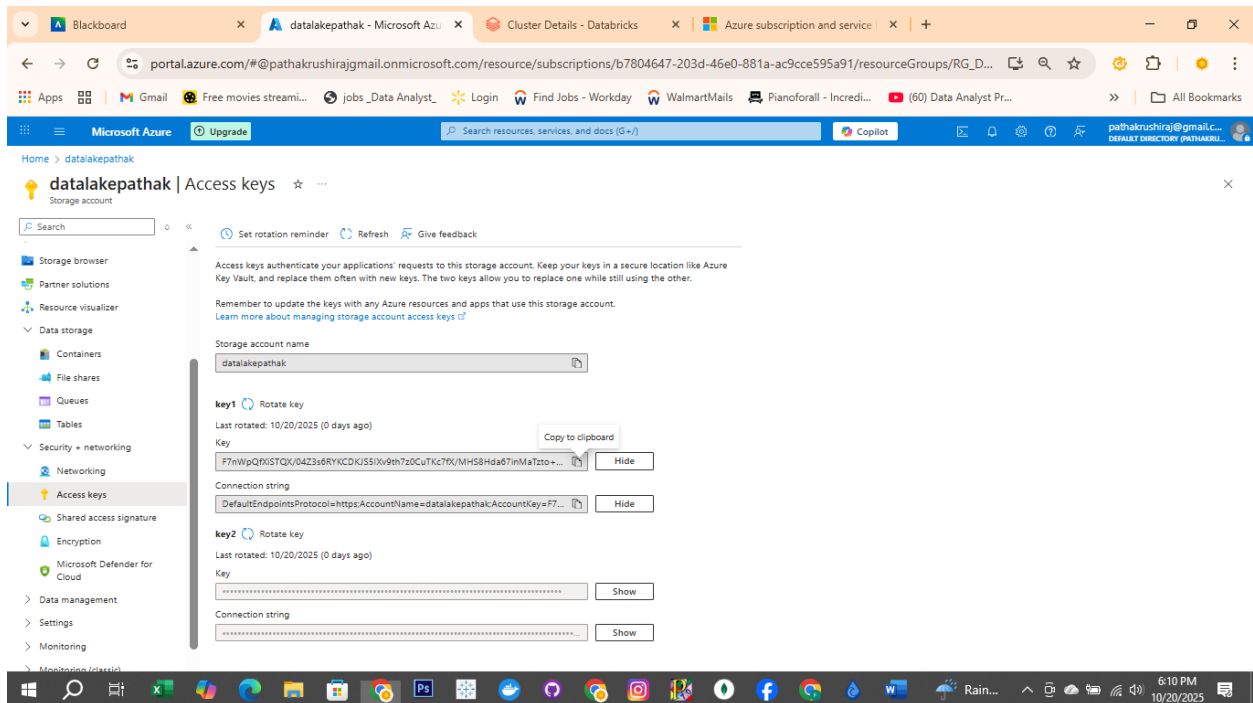 Blackboard
datalakepathak - Microsoft Azu
Cluster Details - Databricks
Azure subscription and service
portal.azure.com/#@pathakrushirajgmail.onmicrosoft.com/resource/subscriptions/b7804647-203d-46e0-881a-ac9cce595a91/resourceGroups/RG_D...
Apps Gmail Free movies streami... jobs _Data Analyst_ Login Find Jobs - Workday WalmartMails Pianoforall - Incredi... (60) Data Analyst Pr... » All Bookmarks
Microsoft Azure Upgrade Search resources, services, and docs (G+/) Copilot pathakrushiraj@gmail.c...
DEFAULT DIRECTORY (PATHAKRU...
Home > datalakepathak
datalakepathak | Access keys
Storage account
Search
Storage browser
Partner solutions
Resource visualizer
Data storage
Containers
File shares
Queues
Tables
Security + networking
Networking
Access keys
Shared access signature
Encryption
Microsoft Defender for
Cloud
Data management
Settings
Monitoring
Monitoring (classic)
Set rotation reminder Refresh Give feedback
Access keys authenticate your applications' requests to this storage account. Keep your keys in a secure location like Azure
Key Vault, and replace them often with new keys. The two keys allow you to replace one while still using the other.
Remember to update the keys with any Azure resources and apps that use this storage account.
Learn more about managing storage account access keys
Storage account name
datalakepathak
key1 Rotate key
Last rotated: 10/20/2025 (0 days ago)
Copy to clipboard
Key
Hide
Connection string
DefaultEndpointsProtocol=https;AccountName=datalakepathak;AccountKey=F7... Hide
key2 Rotate key
Last rotated: 10/20/2025 (0 days ago)
Key
Show
Connection string
Show
Ps
Rain...
6:10 PM
10/20/2025